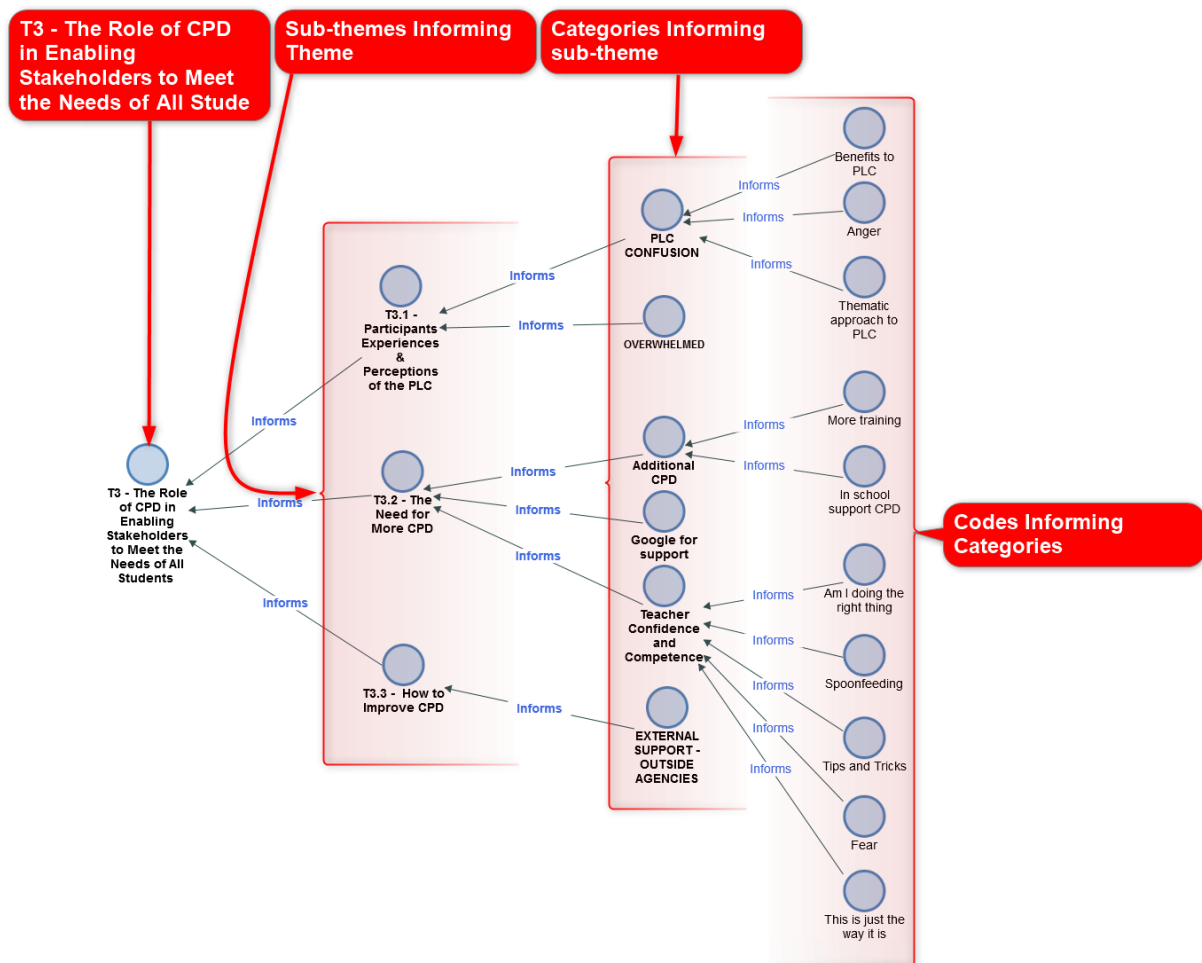 T3 - The Role of CPD
in Enabling
Stakeholders to Meet
the Needs of All Stude
Sub-themes Informing
Theme
Categories Informing
sub-theme
Codes Informing
Categories
T3 - The Role
of CPD in
Enabling
Stakeholders
to Meet the
Needs of All
Students
Informs
Informs
Informs
T3.1 -
Participants
Experiences
&
Perceptions
of the PLC
T3.2 - The
Need for
More CPD
T3.3 - How to
Improve CPD
Informs
Informs
Informs
Informs
Informs
Informs
PLC
CONFUSION
OVERWHELMED
Additional
CPD
Google for
support
Teacher
Confidence
and
Competence
EXTERNAL
SUPPORT -
OUTSIDE
AGENCIES
Informs
Informs
Informs
Informs
Informs
Informs
Informs
Informs
Informs
Informs
Benefits to
PLC
Anger
Thematic
approach to
PLC
More training
In school
support CPD
Am I doing the
right thing
Spoonfeeding
Tips and Tricks
Fear
This is just the
way it is